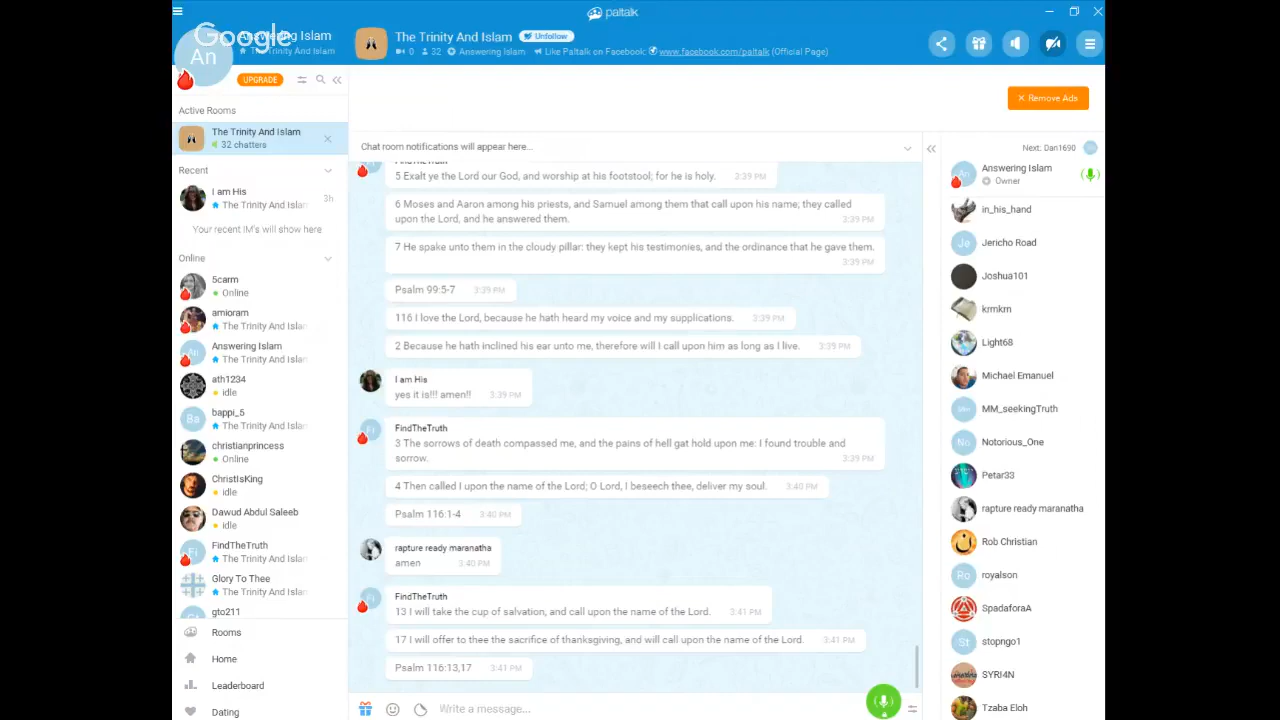 paltalk
Google
Answering Islam
The Trinity And Islam
An
The Trinity And Islam
Unfollow
0 32 Answering Islam Like Paltalk on Facebook: www.facebook.com/paltalk (Official Page)
UPGRADE
Remove Ads
Active Rooms
The Trinity And Islam
32 chatters
Recent
I am His
The Trinity And Islam
3h
Your recent IM's will show here
Online
5carm
Online
amioram
The Trinity And Islam
Answering Islam
The Trinity And Islam
ath1234
Idle
bappi_5
The Trinity And Islam
christianprincess
Online
ChristIsKing
Idle
Dawud Abdul Saleeb
Idle
FindTheTruth
The Trinity And Islam
Glory To Thee
The Trinity And Islam
gto211
Rooms
Home
Leaderboard
Dating
Chat room notifications will appear here...
FindTheTruth
5 Exalt ye the Lord our God, and worship at his footstool; for he is holy. 3:39 PM
6 Moses and Aaron among his priests, and Samuel among them that call upon his name; they called
upon the Lord, and he answered them. 3:39 PM
7 He spake unto them in the cloudy pillar: they kept his testimonies, and the ordinance that he gave them.
3:39 PM
Psalm 99:5-7 3:39 PM
116 I love the Lord, because he hath heard my voice and my supplications. 3:39 PM
2 Because he hath inclined his ear unto me, therefore will I call upon him as long as I live. 3:39 PM
I am His
yes it is!!! amen!! 3:39 PM
FindTheTruth
3 The sorrows of death compassed me, and the pains of hell gat hold upon me: I found trouble and
sorrow. 3:39 PM
4 Then called I upon the name of the Lord; O Lord, I beseech thee, deliver my soul. 3:40 PM
Psalm 116:1-4 3:40 PM
rapture ready maranatha
amen 3:40 PM
FindTheTruth
13 I will take the cup of salvation, and call upon the name of the Lord. 3:41 PM
17 I will offer to thee the sacrifice of thanksgiving, and will call upon the name of the Lord. 3:41 PM
Psalm 116:13,17 3:41 PM
Write a message...
Next: Dan1690
Answering Islam
Owner
in_his_hand
Jericho Road
Joshua101
krmkrn
Light68
Michael Emanuel
MM_seekingTruth
Notorious_One
Petar33
rapture ready maranatha
Rob Christian
royalson
SpadaforaA
stopngo1
SYRI4N
Tzaba Eloh